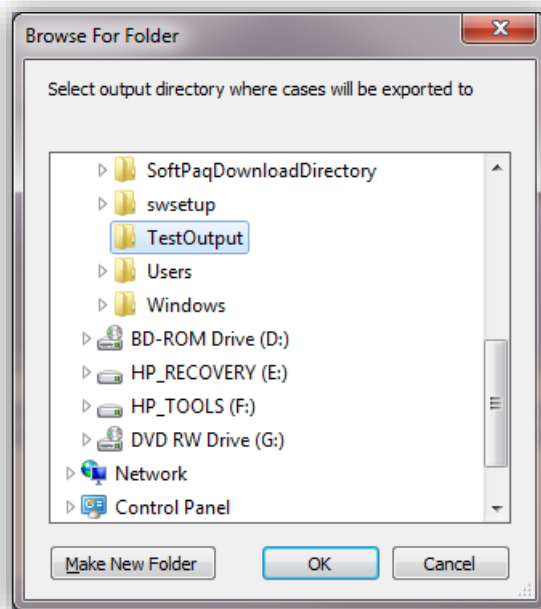 Browse For Folder
Select output directory where cases will be exported to
SoftPaqDownloadDirectory
swsetup
TestOutput
Users
Windows
BD-ROM Drive (D:)
HP_RECOVERY (E:)
HP_TOOLS (F:)
DVD RW Drive (G:)
Network
Control Panel
Make New Folder OK Cancel